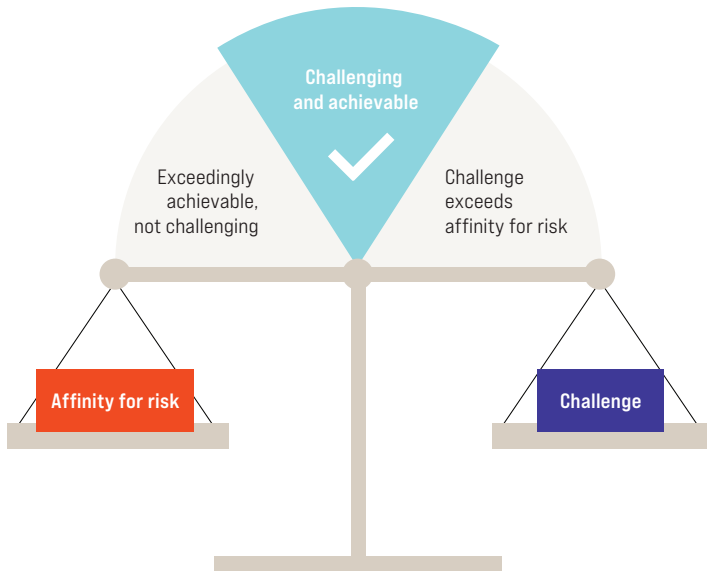 Challenging
and achievable
Exceedingly
achievable,
not challenging
Challenge
exceeds
affinity for risk
Affinity for risk
Challenge